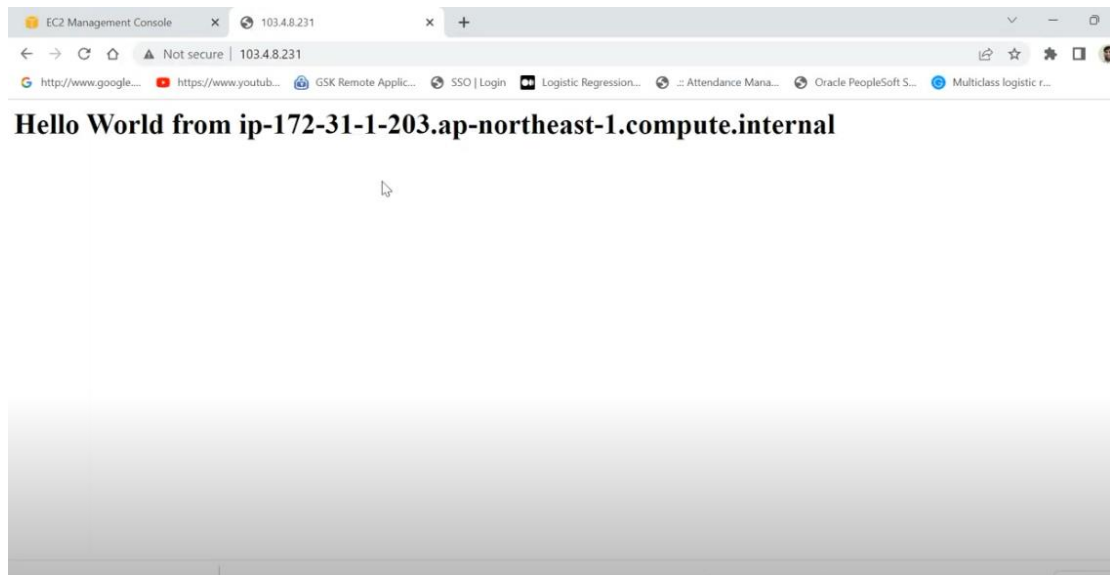 EC2 Management Console
103.4.8.231
Not secure | 103.4.8.231
http://www.google.... https://www.youtub... GSK Remote Applic... SSO | Login Logistic Regression... .:: Attendance Mana... Oracle PeopleSoft S... Multiclass logistic r...
Hello World from ip-172-31-1-203.ap-northeast-1.compute.internal